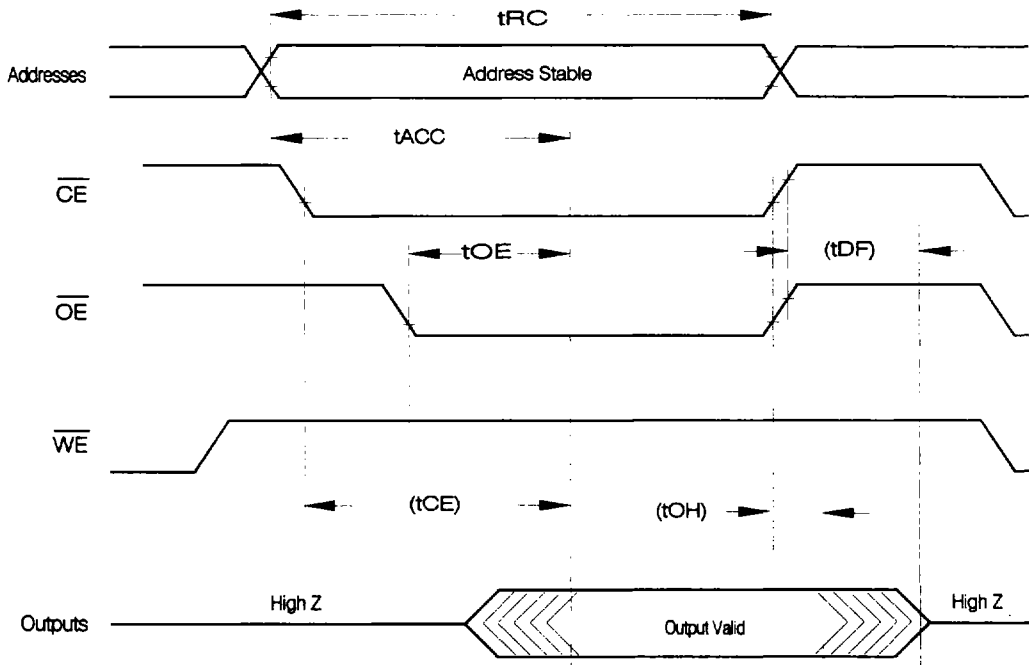 tRC
Addresses
Address Stable
tACC
CE
tOE
(tDF)
OE
WE
(tCE)
(tOH)
High Z
High Z
Outputs
Output Valid